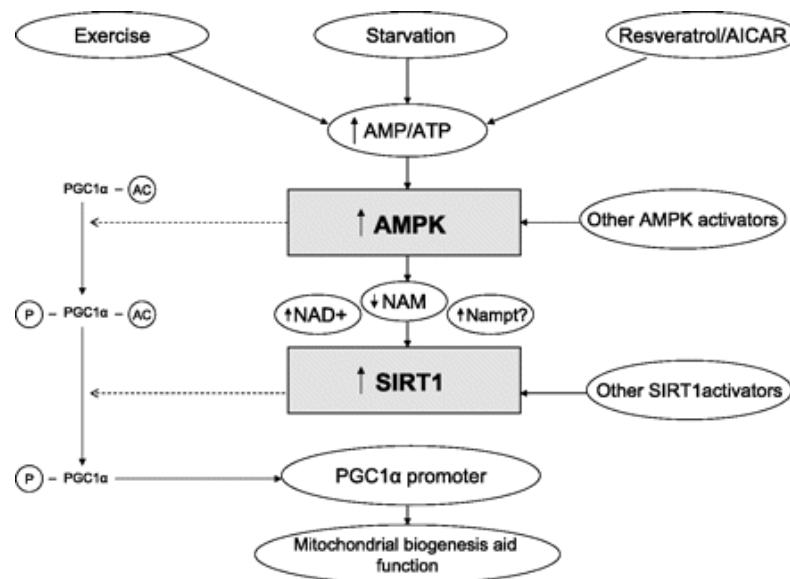 Exercise
Starvation
Resveratrol/AICAR
↑ AMP/ATP
PGC1α – AC
↑ AMPK
Other AMPK activators
↑NAD+
↓NAM
↑Nampt?
P – PGC1α – AC
↑ SIRT1
Other SIRT1activators
P – PGC1α
PGC1α promoter
Mitochondrial biogenesis aid
function